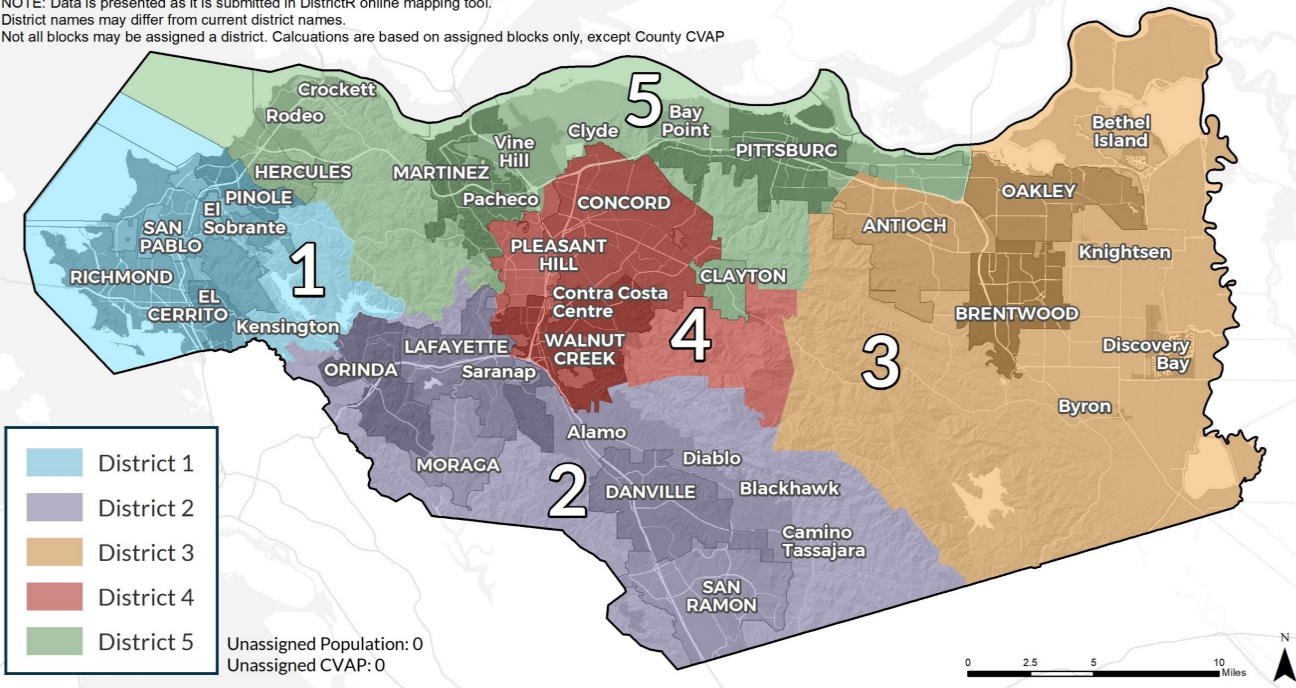 NOTE: Data is presented as it is submitted in DistrictR online mapping tool.
District names may differ from current district names.
Not all blocks may be assigned a district. Calcuations are based on assigned blocks only, except County CVAP
Crockett
Rodeo
HERCULES
PINOLE
El
Sobrante
SAN
PABLO
RICHMOND
EL
CERRITO
Kensington
1
MARTINEZ
Vine
Hill
Pacheco
Clyde
5
Bay
Point
PITTSBURG
CONCORD
PLEASANT
HILL
Contra Costa
Centre
WALNUT
CREEK
CLAYTON
4
ANTIOCH
OAKLEY
Bethel
Island
Knightsen
BRENTWOOD
Discovery
Bay
Byron
3
LAFAYETTE
ORINDA
Saranap
MORAGA
Alamo
2
Diablo
DANVILLE
Blackhawk
Camino
Tassajara
SAN
RAMON
District 1
District 2
District 3
District 4
District 5
Unassigned Population: 0
Unassigned CVAP: 0
0 2.5 5 10
Miles
N